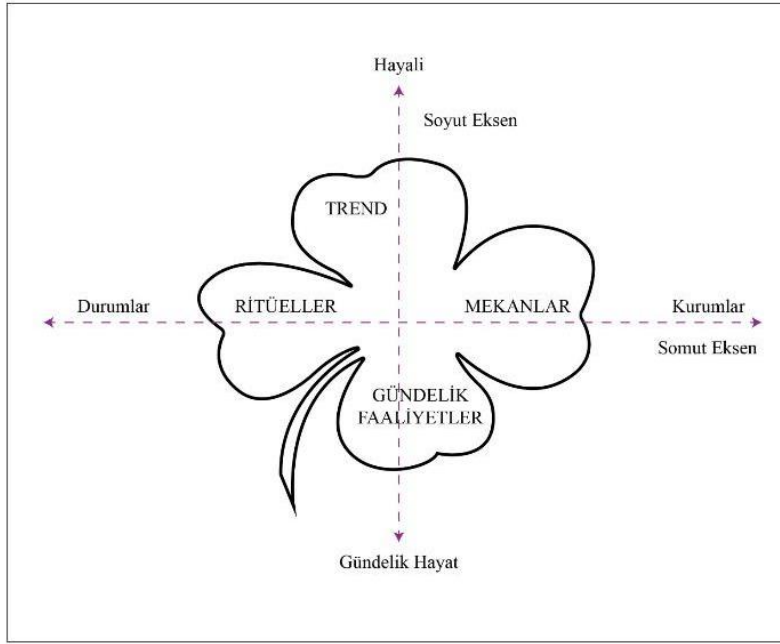 Hayali
Soyut Eksen
TREND
Durumlar
RİTÜELLER
MEKANLAR
Kurumlar
Somut Eksen
GÜNDELİK
FAALİYETLER
Gündelik Hayat